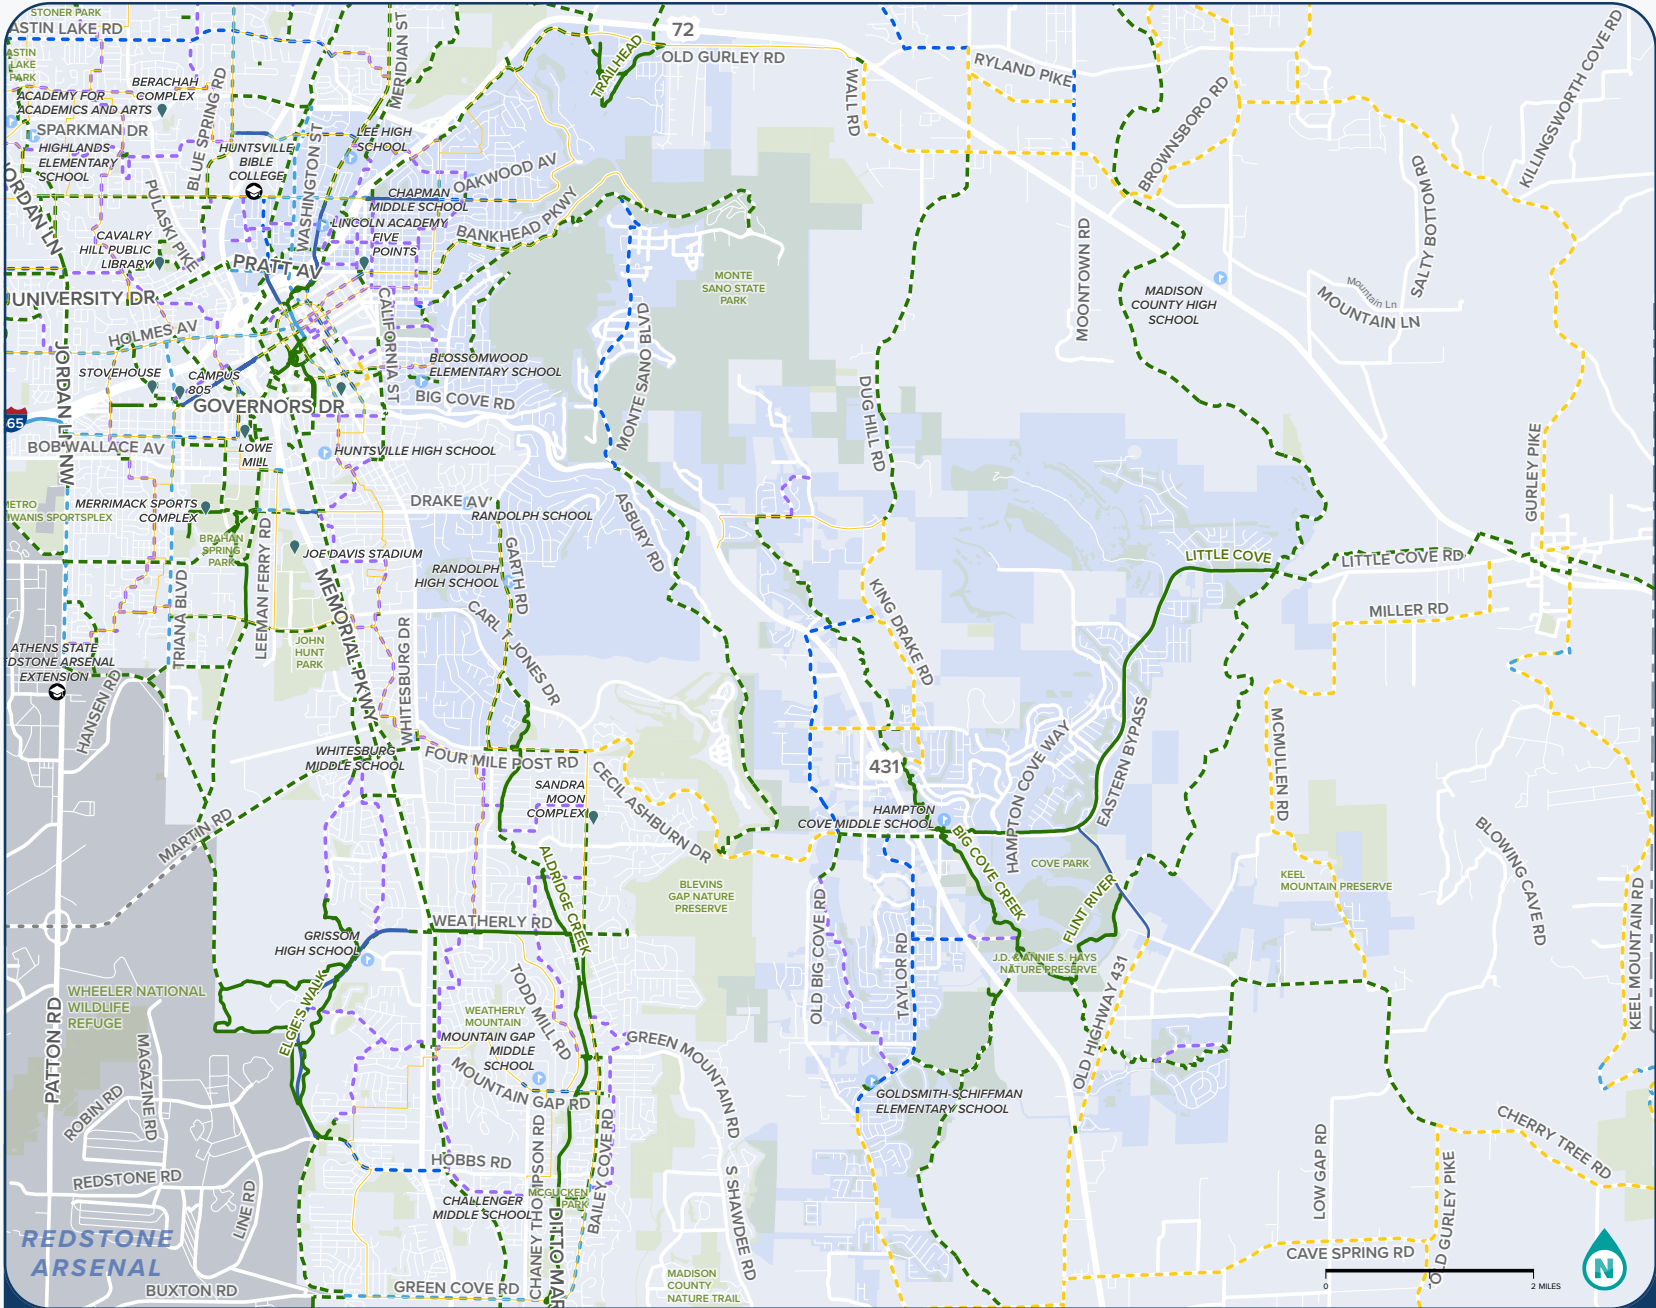 STONER PARK
ASTIN LAKE RD
ASTIN
LAKE
PARK
BERACHAH
COMPLEX
ACADEMY FOR
ACADEMICS AND ARTS
SPARKMAN DR
HIGHLANDS
ELEMENTARY
SCHOOL
BLUE SPRING RD
HUNTSVILLE
BIBLE
COLLEGE
WASHINGTON ST
MERIDIAN ST
LEE HIGH
SCHOOL
CHAPMAN
MIDDLE SCHOOL
LINCOLN ACADEMY
FIVE
POINTS
OAKWOOD AV
BANKHEAD PKWY
TRAILHEAD
72
OLD GURLEY RD
WALL RD
RYLAND PIKE
BROWNSBORO RD
KILLINGSWORTH COVE RD
SALTY BOTTOM RD
ORDAN LN
PULASKI PIKE
CAVALRY
HILL PUBLIC
LIBRARY
PRATT AV
UNIVERSITY DR
HOLMES AV
CALIFORNIA ST
MONTE
SANO STATE
PARK
MOONTOWN RD
MADISON
COUNTY HIGH
SCHOOL
Mountain Ln
MOUNTAIN LN
JORDAN LN NW
STOVEHOUSE
CAMPUS
805
BLOSSOMWOOD
ELEMENTARY SCHOOL
BIG COVE RD
GOVERNORS DR
MONTE SANO BLVD
DUG HILL RD
GURLEY PIKE
65
BOB WALLACE AV
LOWE
MILL
HUNTSVILLE HIGH SCHOOL
METRO
IWANIS SPORTSPLEX
MERRIMACK SPORTS
COMPLEX
DRAKE AV
RANDOLPH SCHOOL
ASBURY RD
BRAHAN
SPRING
PARK
LEEMAN FERRY RD
JOE DAVIS STADIUM
RANDOLPH
HIGH SCHOOL
GARTH RD
LITTLE COVE
LITTLE COVE RD
MILLER RD
TRIANA BLVD
MEMORIAL PKWY
WHITESBURG DR
CARL T JONES DR
KING DRAKE RD
JOHN
HUNT
PARK
ATHENS STATE
EDSTONE ARSENAL
EXTENSION
HANSEN RD
WHITESBURG
MIDDLE SCHOOL
FOUR MILE POST RD
SANDRA
MOON
COMPLEX
CECIL ASHBURN DR
431
HAMPTON
COVE MIDDLE SCHOOL
HAMPTON COVE WAY
EASTERN BYPASS
MCMULLEN RD
MARTIN RD
ALDRIDGE CREEK
BLEVINS
GAP NATURE
PRESERVE
BIG COVE CREEK
COVE PARK
FLINT RIVER
KEEL
MOUNTAIN PRESERVE
BLOWING CAVE RD
KEEL MOUNTAIN RD
WEATHERLY RD
GRISSOM
HIGH SCHOOL
OLD BIG COVE RD
TAYLOR RD
J.D. & ANNIE S. HAYS
NATURE PRESERVE
OLD HIGHWAY 431
PATTON RD
WHEELER NATIONAL
WILDLIFE
REFUGE
ELGIE'S WALK
TODD MILL RD
WEATHERLY
MOUNTAIN
MOUNTAIN GAP
MIDDLE
SCHOOL
GREEN MOUNTAIN RD
MAGAZINE RD
ROBIN RD
MOUNTAIN GAP RD
GOLDSMITH-SCHIFFMAN
ELEMENTARY SCHOOL
CHERRY TREE RD
HOBBS RD
REDSTONE RD
LINE RD
CHALLENGER
MIDDLE SCHOOL
MCGUCKEN
PARK
CHANEY THOMPSON RD
BAILEY COVE RD
S SHAWDEE RD
LOW GAP RD
OLD GURLEY PIKE
REDSTONE
ARSENAL
CAVE SPRING RD
BUXTON RD
GREEN COVE RD
DITTO MAR
MADISON
COUNTY
NATURE TRAIL
0
1
2 MILES
N